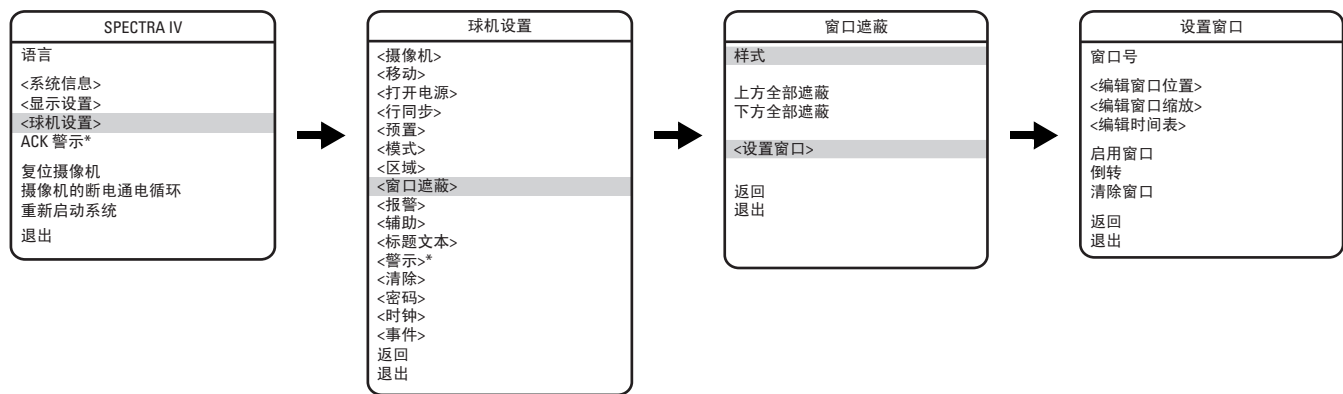 SPECTRA IV
语言
<系统信息>
<显示设置>
<球机设置>
ACK 警示*
复位摄像机
摄像机的断电通电循环
重新启动系统
退出
球机设置
<摄像机>
<移动>
<打开电源>
<行同步>
<预置>
<模式>
<区域>
<窗口遮蔽>
<报警>
<辅助>
<标题文本>
<警示>*
<清除>
<密码>
<时钟>
<事件>
返回
退出
窗口遮蔽
样式
上方全部遮蔽
下方全部遮蔽
<设置窗口>
返回
退出
设置窗口
窗口号
<编辑窗口位置>
<编辑窗口缩放>
<编辑时间表>
启用窗口
倒转
清除窗口
返回
退出